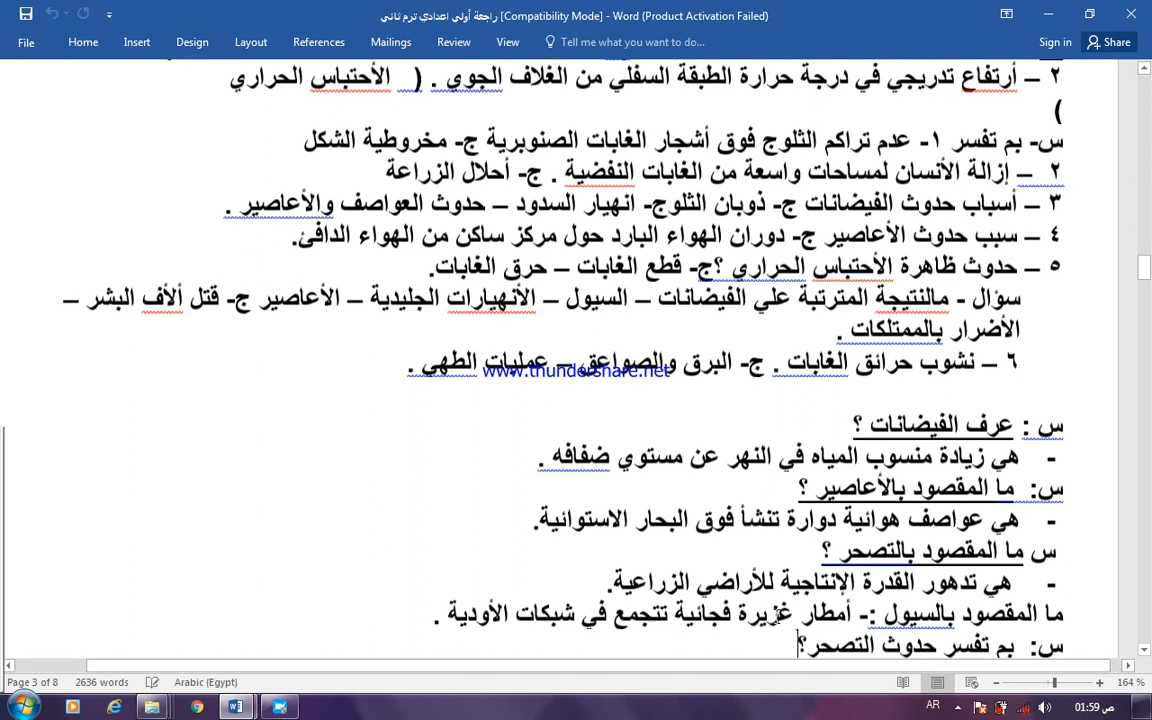 راجعة أولي اعدادي ترم ثاني [Compatibility Mode] - Word (Product Activation Failed)
File Home Insert Design Layout References Mailings Review View Tell me what you want to do... Sign in Share
٢ – أرتفاع تدريجي في درجة حرارة الطبقة السفلي من الغلاف الجوي . ( الأحتباس الحراري
)
س- بم تفسر ١- عدم تراكم الثلوج فوق أشجار الغابات الصنوبرية ج- مخروطية الشكل
٢ – إزالة الأنسان لمساحات واسعة من الغابات النفضية . ج- أحلال الزراعة
٣ – أسباب حدوث الفيضانات ج- ذوبان الثلوج- انهيار السدود – حدوث العواصف والأعاصير .
٤ – سبب حدوث الأعاصير ج- دوران الهواء البارد حول مركز ساكن من الهواء الدافئ.
٥ – حدوث ظاهرة الأحتباس الحراري ؟ج- قطع الغابات – حرق الغابات.
سؤال - مالنتيجة المترتبة علي الفيضانات – السيول – الأنهيارات الجليدية – الأعاصير ج- قتل ألأف البشر –
الأضرار بالممتلكات .
٦ – نشوب حرائق الغابات . ج- البرق والصواعق – عمليات الطهي .
www.thundershare.net
س : عرف الفيضانات ؟
- هي زيادة منسوب المياه في النهر عن مستوي ضفافه .
س: ما المقصود بالأعاصير ؟
- هي عواصف هوائية دوارة تنشأ فوق البحار الاستوائية.
س ما المقصود بالتصحر ؟
- هي تدهور القدرة الإنتاجية للأراضي الزراعية.
ما المقصود بالسيول :- أمطار غزيرة فجائية تتجمع في شبكات الأودية .
س: بم تفسر حدوث التصحر؟
Page 3 of 8 2636 words Arabic (Egypt) 164 %
AR 01:59 ص